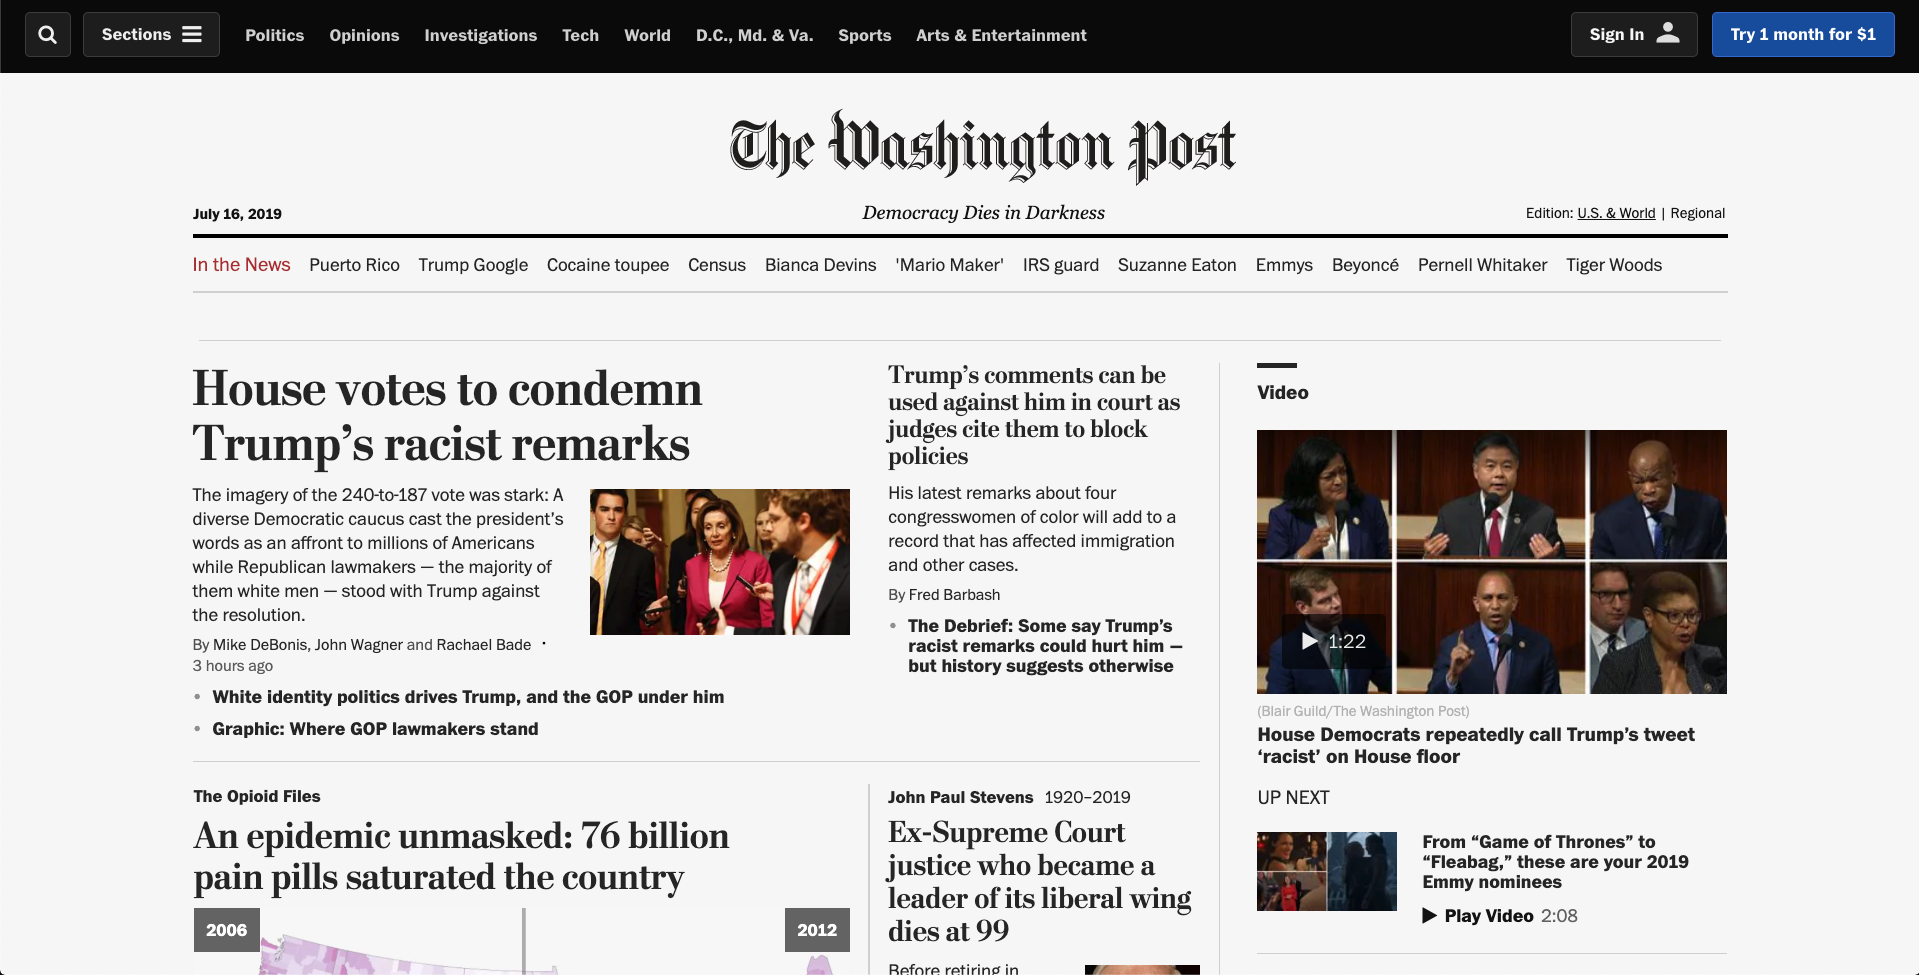 Sections
Politics
Opinions
Investigations
Tech
World
D.C., Md. & Va.
Sports
Arts & Entertainment
Sign In
Try 1 month for $1
The Washington Post
July 16, 2019
Democracy Dies in Darkness
Edition: U.S. & World | Regional
In the News
Puerto Rico
Trump Google
Cocaine toupee
Census
Bianca Devins
'Mario Maker'
IRS guard
Suzanne Eaton
Emmys
Beyoncé
Pernell Whitaker
Tiger Woods
House votes to condemn
Trump’s racist remarks
The imagery of the 240-to-187 vote was stark: A
diverse Democratic caucus cast the president’s
words as an affront to millions of Americans
while Republican lawmakers — the majority of
them white men — stood with Trump against
the resolution.
By Mike DeBonis, John Wagner and Rachael Bade •
3 hours ago
• White identity politics drives Trump, and the GOP under him
• Graphic: Where GOP lawmakers stand
Trump’s comments can be
used against him in court as
judges cite them to block
policies
His latest remarks about four
congresswomen of color will add to a
record that has affected immigration
and other cases.
By Fred Barbash
• The Debrief: Some say Trump’s
racist remarks could hurt him —
but history suggests otherwise
Video
1:22
(Blair Guild/The Washington Post)
House Democrats repeatedly call Trump’s tweet
‘racist’ on House floor
UP NEXT
From “Game of Thrones” to
“Fleabag,” these are your 2019
Emmy nominees
Play Video 2:08
The Opioid Files
An epidemic unmasked: 76 billion
pain pills saturated the country
2006
2012
John Paul Stevens 1920–2019
Ex-Supreme Court
justice who became a
leader of its liberal wing
dies at 99
Before retiring in